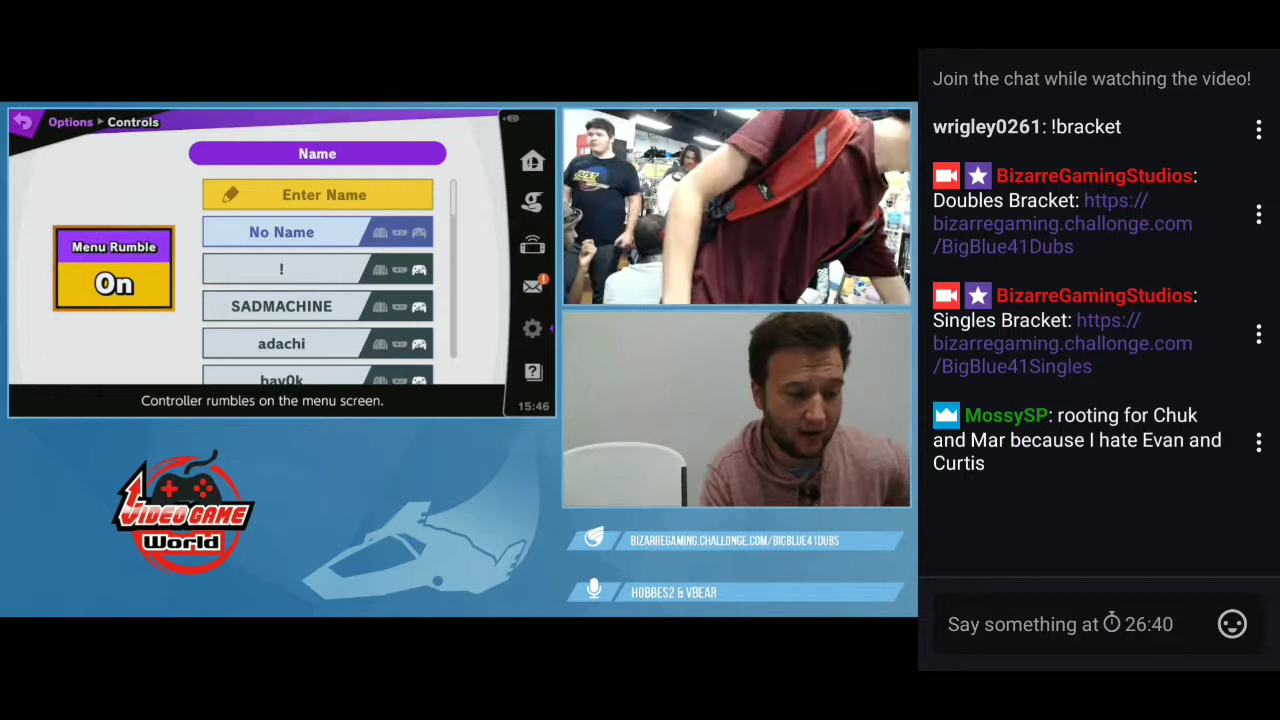 Options ▸ Controls
Name
Enter Name
No Name
!
SADMACHINE
adachi
bay0k
Menu Rumble
On
Controller rumbles on the menu screen.
15:46
VIDEO GAME
World
BIZARREGAMING.CHALLONGE.COM/BIGBLUE41DUBS
HOBBES2 & VBEAR
Join the chat while watching the video!
wrigley0261: !bracket
BizarreGamingStudios:
Doubles Bracket: https://
bizarregaming.challonge.com
/BigBlue41Dubs
BizarreGamingStudios:
Singles Bracket: https://
bizarregaming.challonge.com
/BigBlue41Singles
MossySP: rooting for Chuk
and Mar because I hate Evan and
Curtis
Say something at 26:40